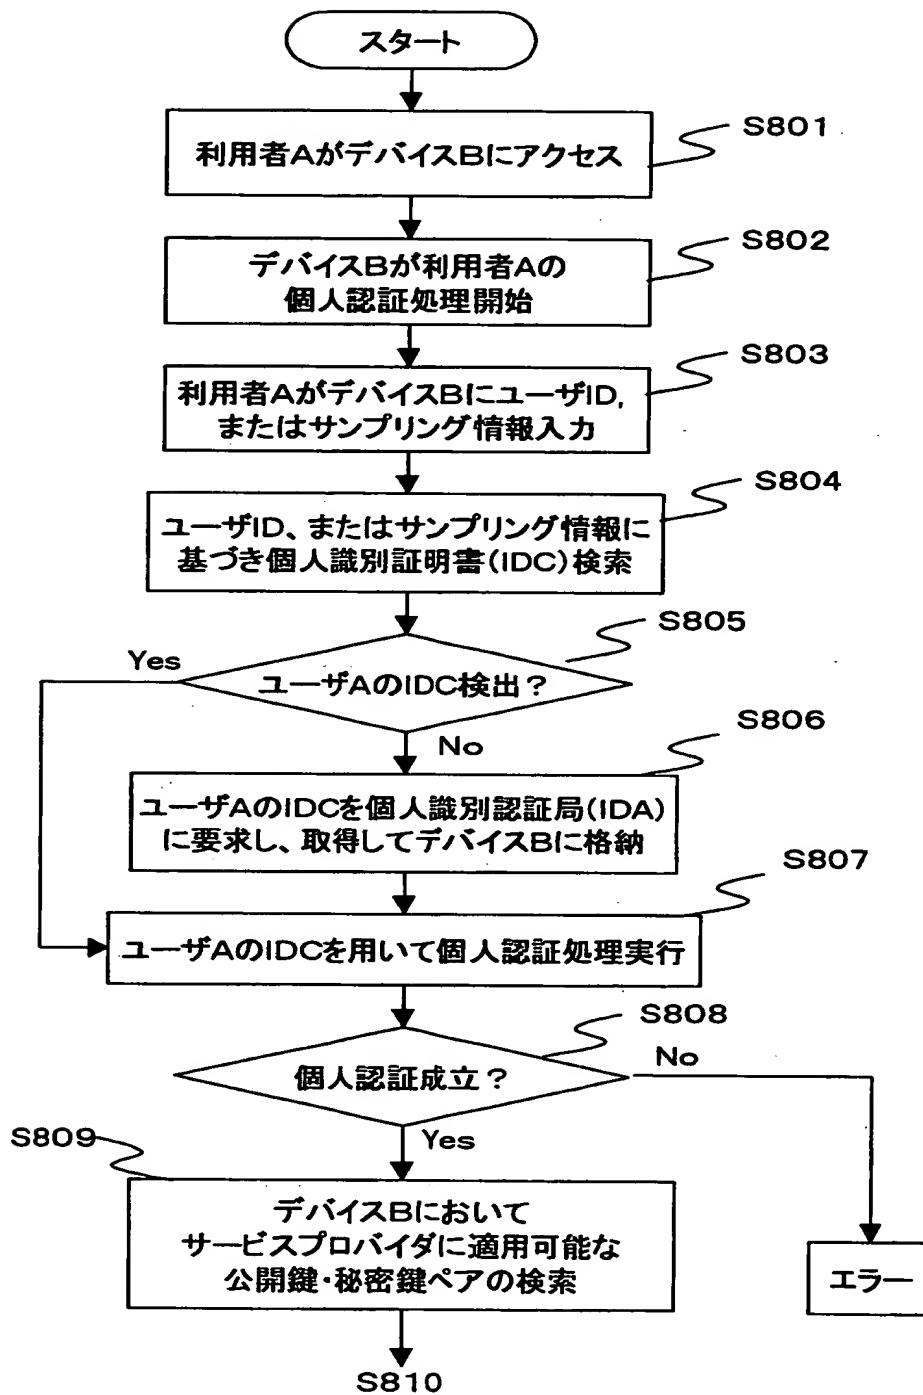 スタート
S801
利用者AがデバイスBにアクセス
S802
デバイスBが利用者Aの
個人認証処理開始
S803
利用者AがデバイスBにユーザID,
またはサンプリング情報入力
S804
ユーザID、またはサンプリング情報に
基づき個人識別証明書(IDC)検索
S805
Yes
ユーザAのIDC検出?
No
S806
ユーザAのIDCを個人識別認証局(IDA)
に要求し、取得してデバイスBに格納
S807
ユーザAのIDCを用いて個人認証処理実行
S808
No
個人認証成立?
Yes
S809
デバイスBにおいて
サービスプロバイダに適用可能な
公開鍵・秘密鍵ペアの検索
エラー
S810